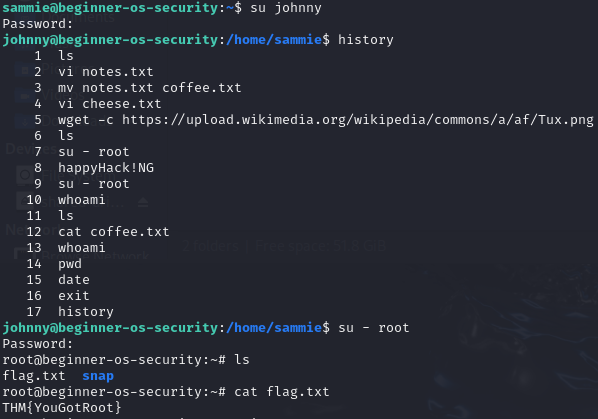 sammie@beginner-os-security:~$ su johnny
Password:
johnny@beginner-os-security:/home/sammie$ history
1 ls
2 vi notes.txt
3 mv notes.txt coffee.txt
4 vi cheese.txt
5 wget -c https://upload.wikimedia.org/wikipedia/commons/a/af/Tux.png
6 ls
7 su - root
8 happyHack!NG
9 su - root
10 whoami
11 ls
12 cat coffee.txt
13 whoami
14 pwd
15 date
16 exit
17 history
johnny@beginner-os-security:/home/sammie$ su - root
Password:
root@beginner-os-security:~# ls
flag.txt snap
root@beginner-os-security:~# cat flag.txt
THM{YouGotRoot}